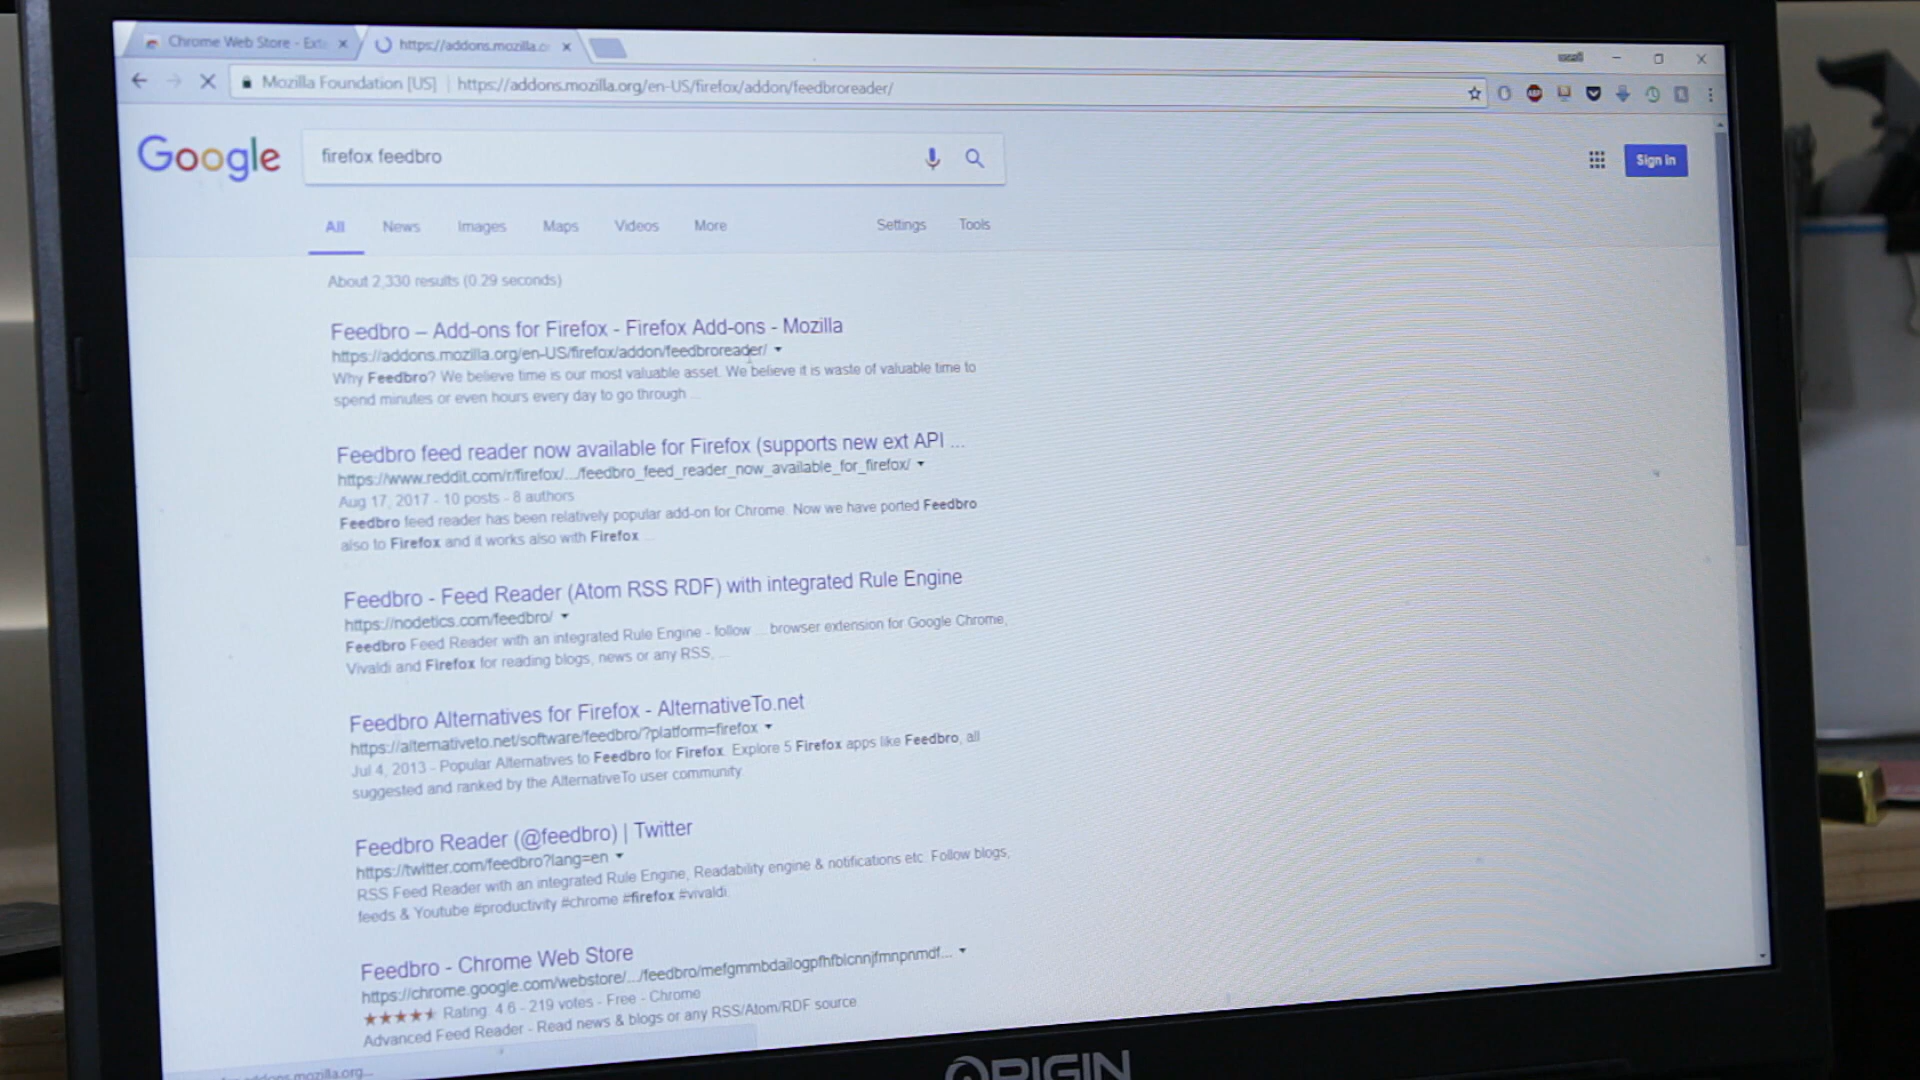 Chrome Web Store - Exte
https://addons.mozilla.o
Mozilla Foundation [US] https://addons.mozilla.org/en-US/firefox/addon/feedbroreader/
Google
firefox feedbro
Sign in
All News Images Maps Videos More Settings Tools
About 2,330 results (0.29 seconds)
Feedbro – Add-ons for Firefox - Firefox Add-ons - Mozilla
https://addons.mozilla.org/en-US/firefox/addon/feedbroreader/
Why Feedbro? We believe time is our most valuable asset. We believe it is waste of valuable time to
spend minutes or even hours every day to go through ...
Feedbro feed reader now available for Firefox (supports new ext API ...
https://www.reddit.com/r/firefox/.../feedbro_feed_reader_now_available_for_firefox/
Aug 17, 2017 - 10 posts - 8 authors
Feedbro feed reader has been relatively popular add-on for Chrome. Now we have ported Feedbro
also to Firefox and it works also with Firefox ...
Feedbro - Feed Reader (Atom RSS RDF) with integrated Rule Engine
https://nodetics.com/feedbro/
Feedbro Feed Reader with an integrated Rule Engine - follow ... browser extension for Google Chrome,
Vivaldi and Firefox for reading blogs, news or any RSS, ...
Feedbro Alternatives for Firefox - AlternativeTo.net
https://alternativeto.net/software/feedbro/?platform=firefox
Jul 4, 2013 - Popular Alternatives to Feedbro for Firefox. Explore 5 Firefox apps like Feedbro, all
suggested and ranked by the AlternativeTo user community
Feedbro Reader (@feedbro) | Twitter
https://twitter.com/feedbro?lang=en
RSS Feed Reader with an integrated Rule Engine, Readability engine & notifications etc. Follow blogs,
feeds & Youtube #productivity #chrome #firefox #vivaldi.
Feedbro - Chrome Web Store
https://chrome.google.com/webstore/.../feedbro/mefgmmbdailogpfhfblcnnjfmnpnmdf...
Rating: 4.6 - 219 votes - Free - Chrome
Advanced Feed Reader - Read news & blogs or any RSS/Atom/RDF source
addons.mozilla.org...
ORIGIN